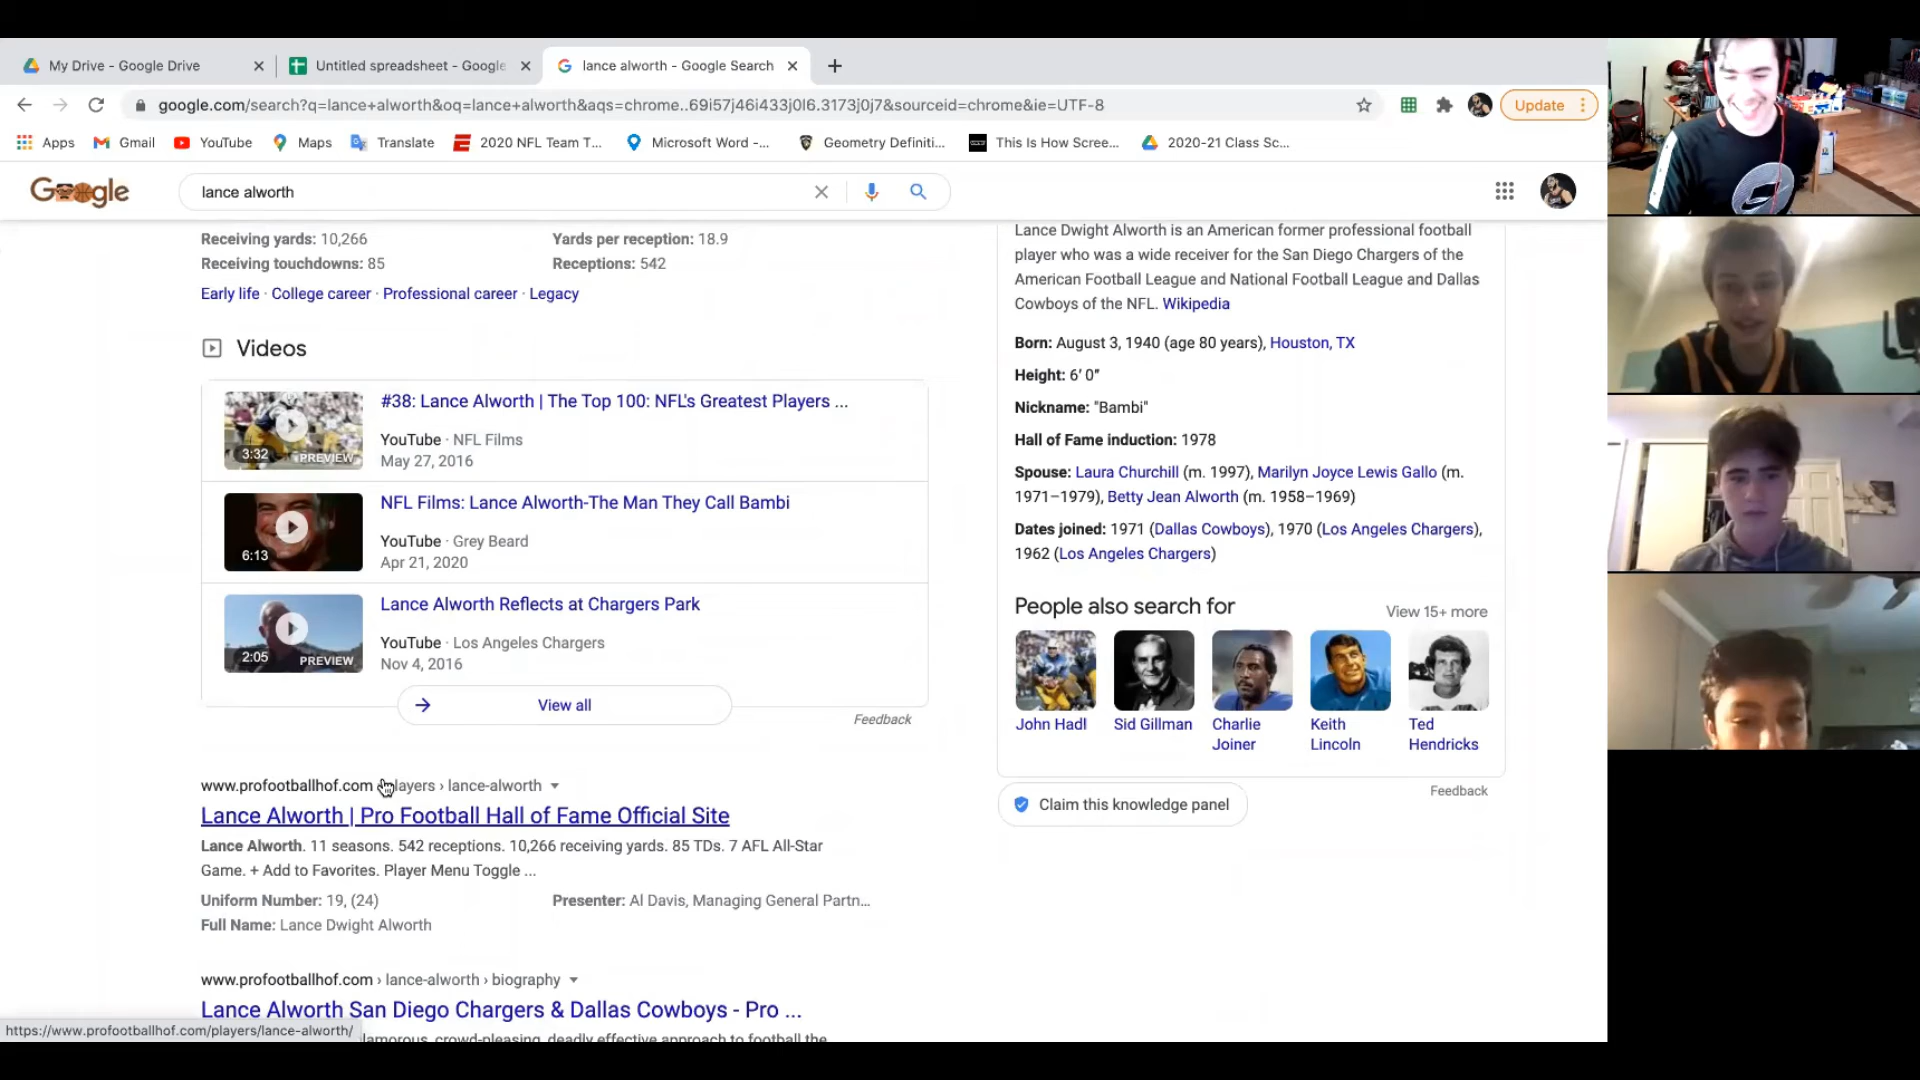 My Drive - Google Drive
Untitled spreadsheet - Google
lance alworth - Google Search
google.com/search?q=lance+alworth&oq=lance+alworth&aqs=chrome..69i57j46i433j0l6.3173j0j7&sourceid=chrome&ie=UTF-8
Update
Apps
Gmail
YouTube
Maps
Translate
2020 NFL Team T...
Microsoft Word -...
Geometry Definiti...
This Is How Scree...
2020-21 Class Sc...
Google
lance alworth
Receiving yards: 10,266
Yards per reception: 18.9
Receiving touchdowns: 85
Receptions: 542
Early life · College career · Professional career · Legacy
Videos
#38: Lance Alworth | The Top 100: NFL's Greatest Players ...
YouTube · NFL Films
May 27, 2016
3:32
PREVIEW
NFL Films: Lance Alworth-The Man They Call Bambi
YouTube · Grey Beard
Apr 21, 2020
6:13
Lance Alworth Reflects at Chargers Park
YouTube · Los Angeles Chargers
Nov 4, 2016
2:05
PREVIEW
View all
Feedback
www.profootballhof.com › players › lance-alworth
Lance Alworth | Pro Football Hall of Fame Official Site
Lance Alworth. 11 seasons. 542 receptions. 10,266 receiving yards. 85 TDs. 7 AFL All-Star
Game. + Add to Favorites. Player Menu Toggle ...
Uniform Number: 19, (24)
Presenter: Al Davis, Managing General Partn...
Full Name: Lance Dwight Alworth
www.profootballhof.com › lance-alworth › biography
Lance Alworth San Diego Chargers & Dallas Cowboys - Pro ...
https://www.profootballhof.com/players/lance-alworth/
lamorous, crowd-pleasing, deadly effective approach to football the
Lance Dwight Alworth is an American former professional football
player who was a wide receiver for the San Diego Chargers of the
American Football League and National Football League and Dallas
Cowboys of the NFL. Wikipedia
Born: August 3, 1940 (age 80 years), Houston, TX
Height: 6′ 0″
Nickname: "Bambi"
Hall of Fame induction: 1978
Spouse: Laura Churchill (m. 1997), Marilyn Joyce Lewis Gallo (m.
1971–1979), Betty Jean Alworth (m. 1958–1969)
Dates joined: 1971 (Dallas Cowboys), 1970 (Los Angeles Chargers),
1962 (Los Angeles Chargers)
People also search for
View 15+ more
John Hadl
Sid Gillman
Charlie
Joiner
Keith
Lincoln
Ted
Hendricks
Feedback
Claim this knowledge panel